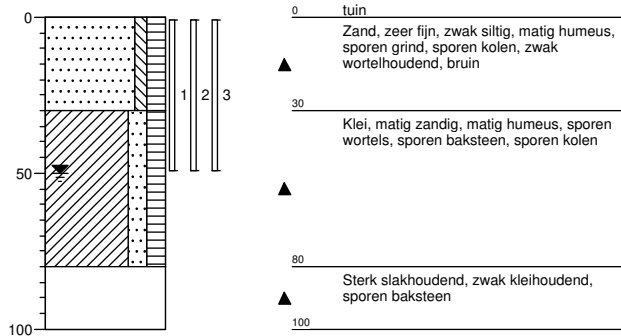 0
50
100
1 2 3
0 tuin
Zand, zeer fijn, zwak siltig, matig humeus,
sporen grind, sporen kolen, zwak
wortelhoudend, bruin
30
Klei, matig zandig, matig humeus, sporen
wortels, sporen baksteen, sporen kolen
80
Sterk slakhoudend, zwak kleihoudend,
sporen baksteen
100